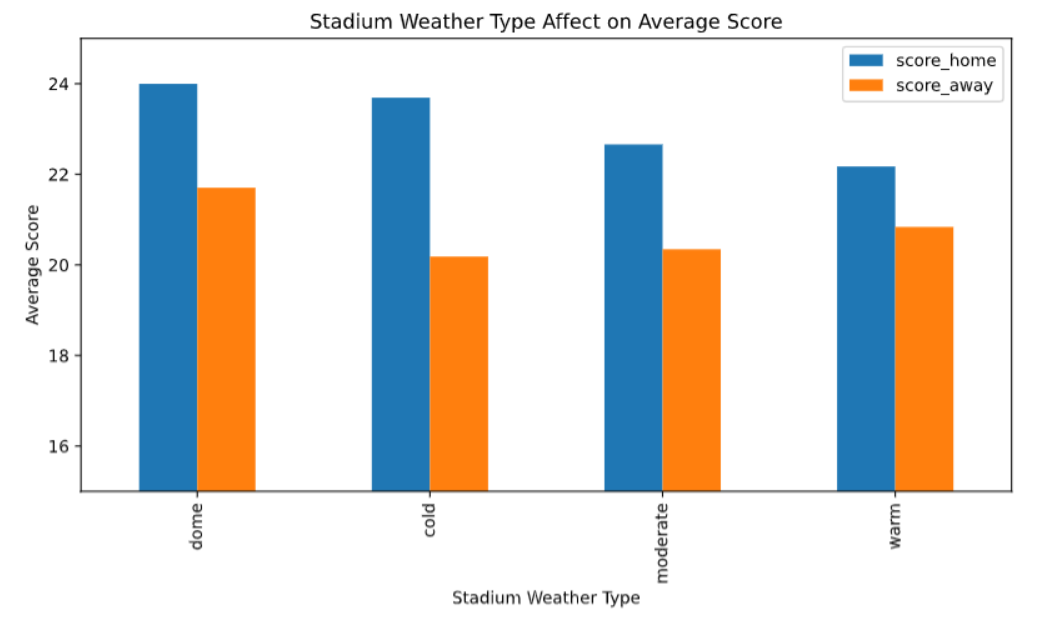 Stadium Weather Type Affect on Average Score
score_home
score_away
Average Score
24
22
20
18
16
dome
cold
moderate
warm
Stadium Weather Type